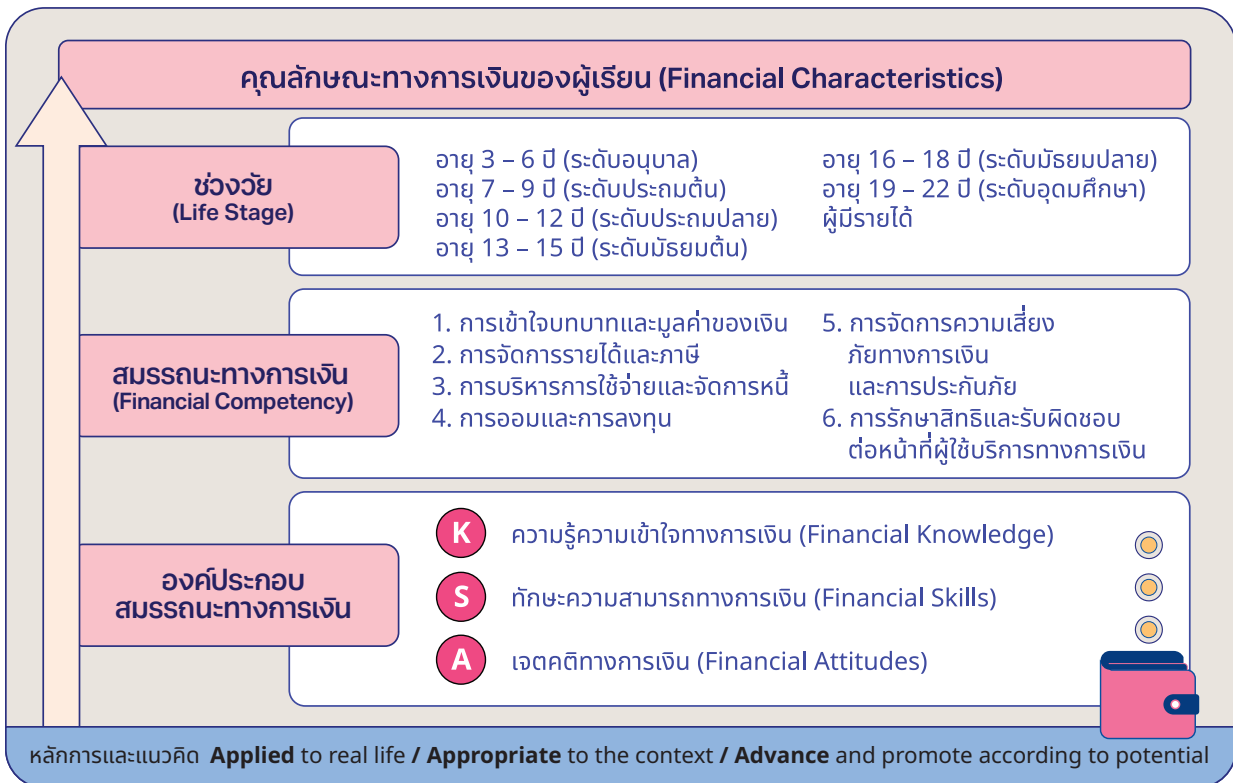 คุณลักษณะทางการเงินของผู้เรียน (Financial Characteristics)
ช่วงวัย
(Life Stage)
อายุ 3 – 6 ปี (ระดับอนุบาล)
อายุ 7 – 9 ปี (ระดับประถมต้น)
อายุ 10 – 12 ปี (ระดับประถมปลาย)
อายุ 13 – 15 ปี (ระดับมัธยมต้น)
อายุ 16 – 18 ปี (ระดับมัธยมปลาย)
อายุ 19 – 22 ปี (ระดับอุดมศึกษา)
ผู้มีรายได้
สมรรถนะทางการเงิน
(Financial Competency)
1. การเข้าใจบทบาทและมูลค่าของเงิน
2. การจัดการรายได้และภาษี
3. การบริหารการใช้จ่ายและจัดการหนี้
4. การออมและการลงทุน
5. การจัดการความเสี่ยง
ภัยทางการเงิน
และการประกันภัย
6. การรักษาสิทธิและรับผิดชอบ
ต่อหน้าที่ผู้ใช้บริการทางการเงิน
องค์ประกอบ
สมรรถนะทางการเงิน
K ความรู้ความเข้าใจทางการเงิน (Financial Knowledge)
S ทักษะความสามารถทางการเงิน (Financial Skills)
A เจตคติทางการเงิน (Financial Attitudes)
หลักการและแนวคิด Applied to real life / Appropriate to the context / Advance and promote according to potential